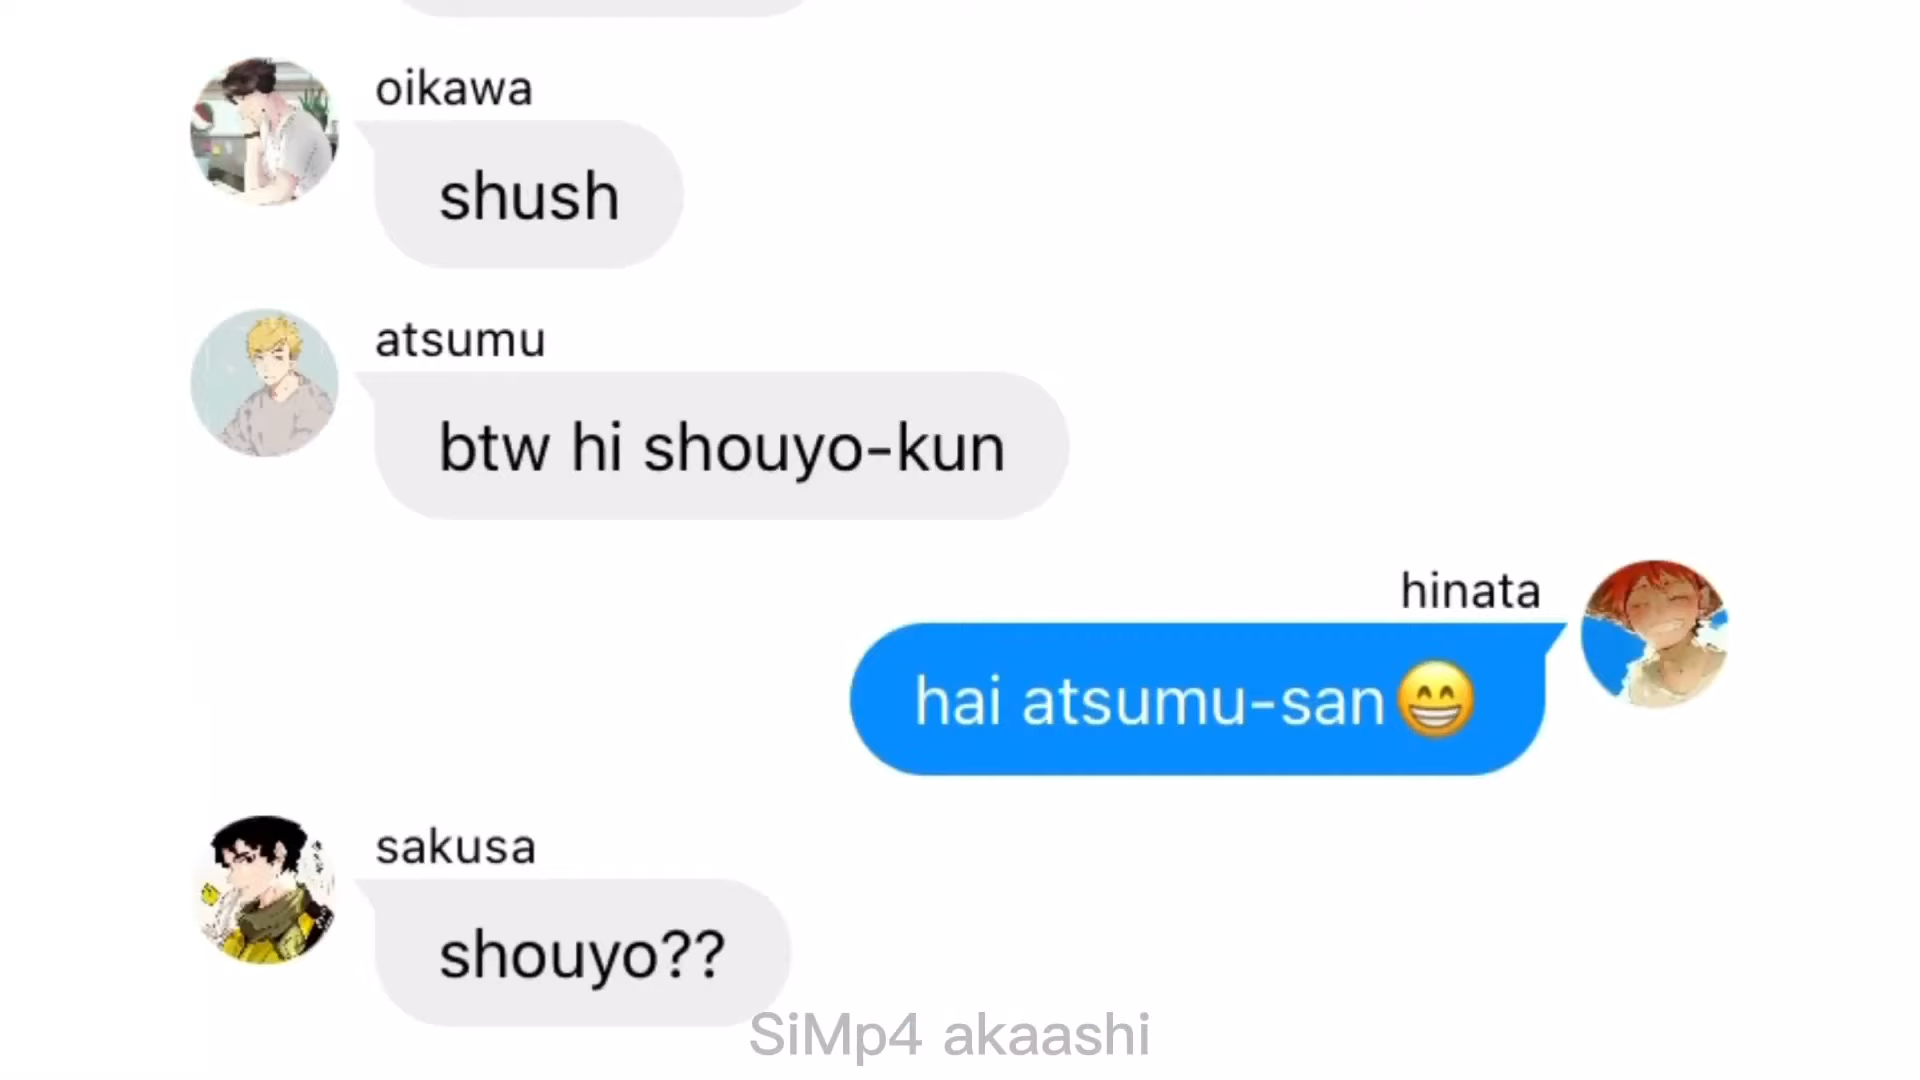 oikawa
shush
atsumu
btw hi shouyo-kun
hinata
hai atsumu-san😁
sakusa
shouyo??
SiMp4 akaashi